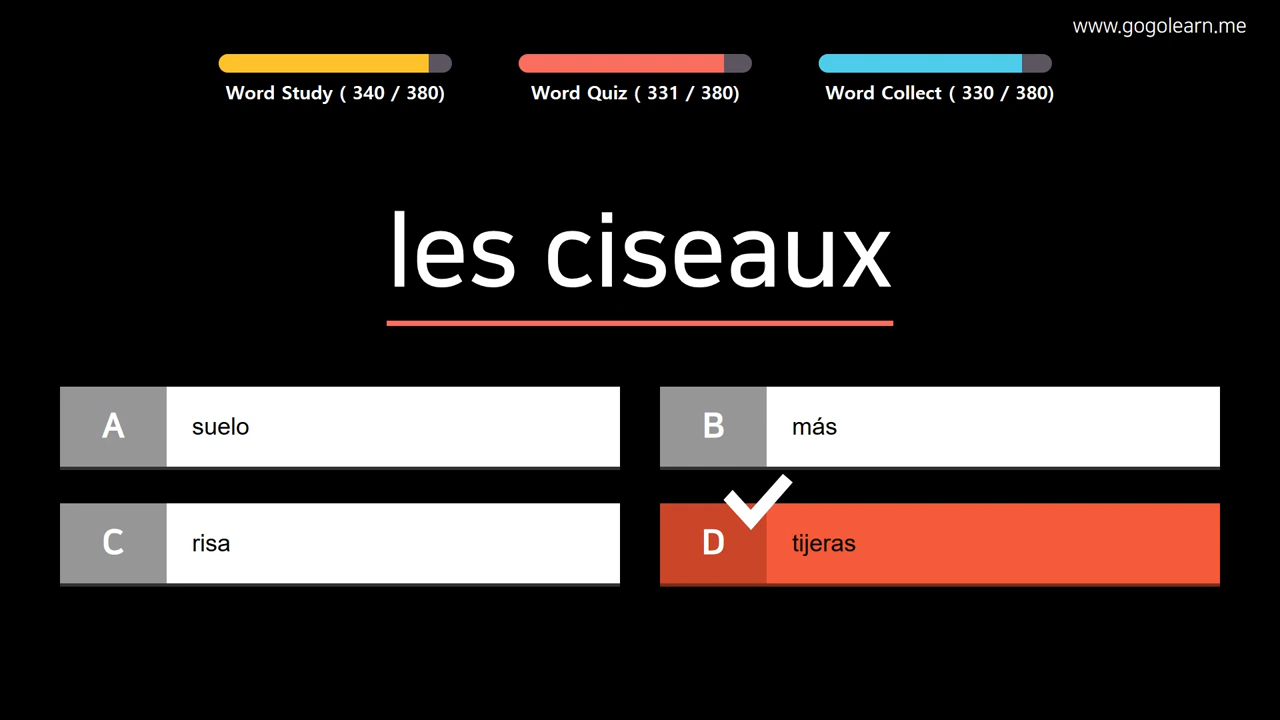 www.gogolearn.me
Word Study ( 340 / 380)
Word Quiz ( 331 / 380)
Word Collect ( 330 / 380)
les ciseaux
A suelo
B más
C risa
D tijeras